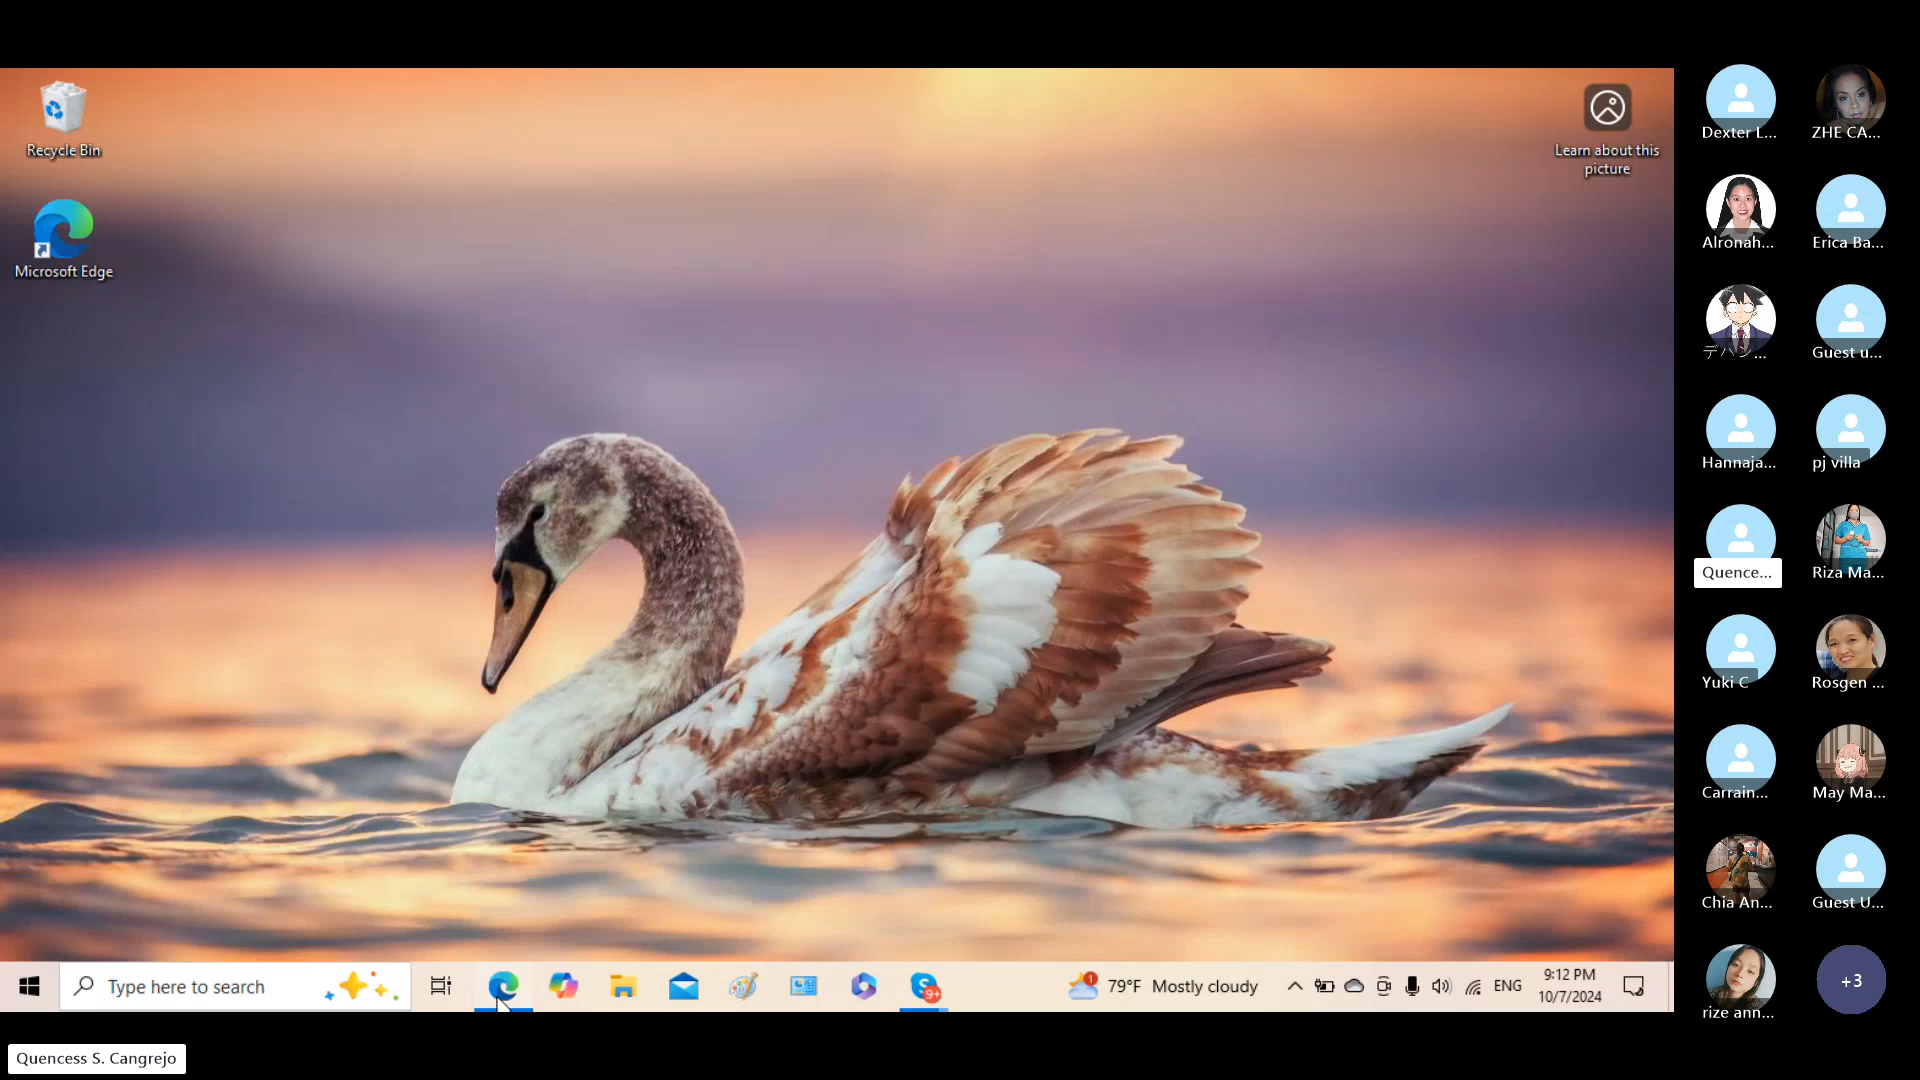 Recycle Bin
Microsoft Edge
Learn about this
picture
Dexter L...
ZHE CA...
Alronah...
Erica Ba...
デハン...
Guest u...
Hannaja...
pj villa
Quence...
Riza Ma...
Yuki C
Rosgen ...
Carrain...
May Ma...
Chia An...
Guest U...
rize ann...
+3
Type here to search
9+
1
79°F Mostly cloudy
ENG
9:12 PM
10/7/2024
Quencess S. Cangrejo